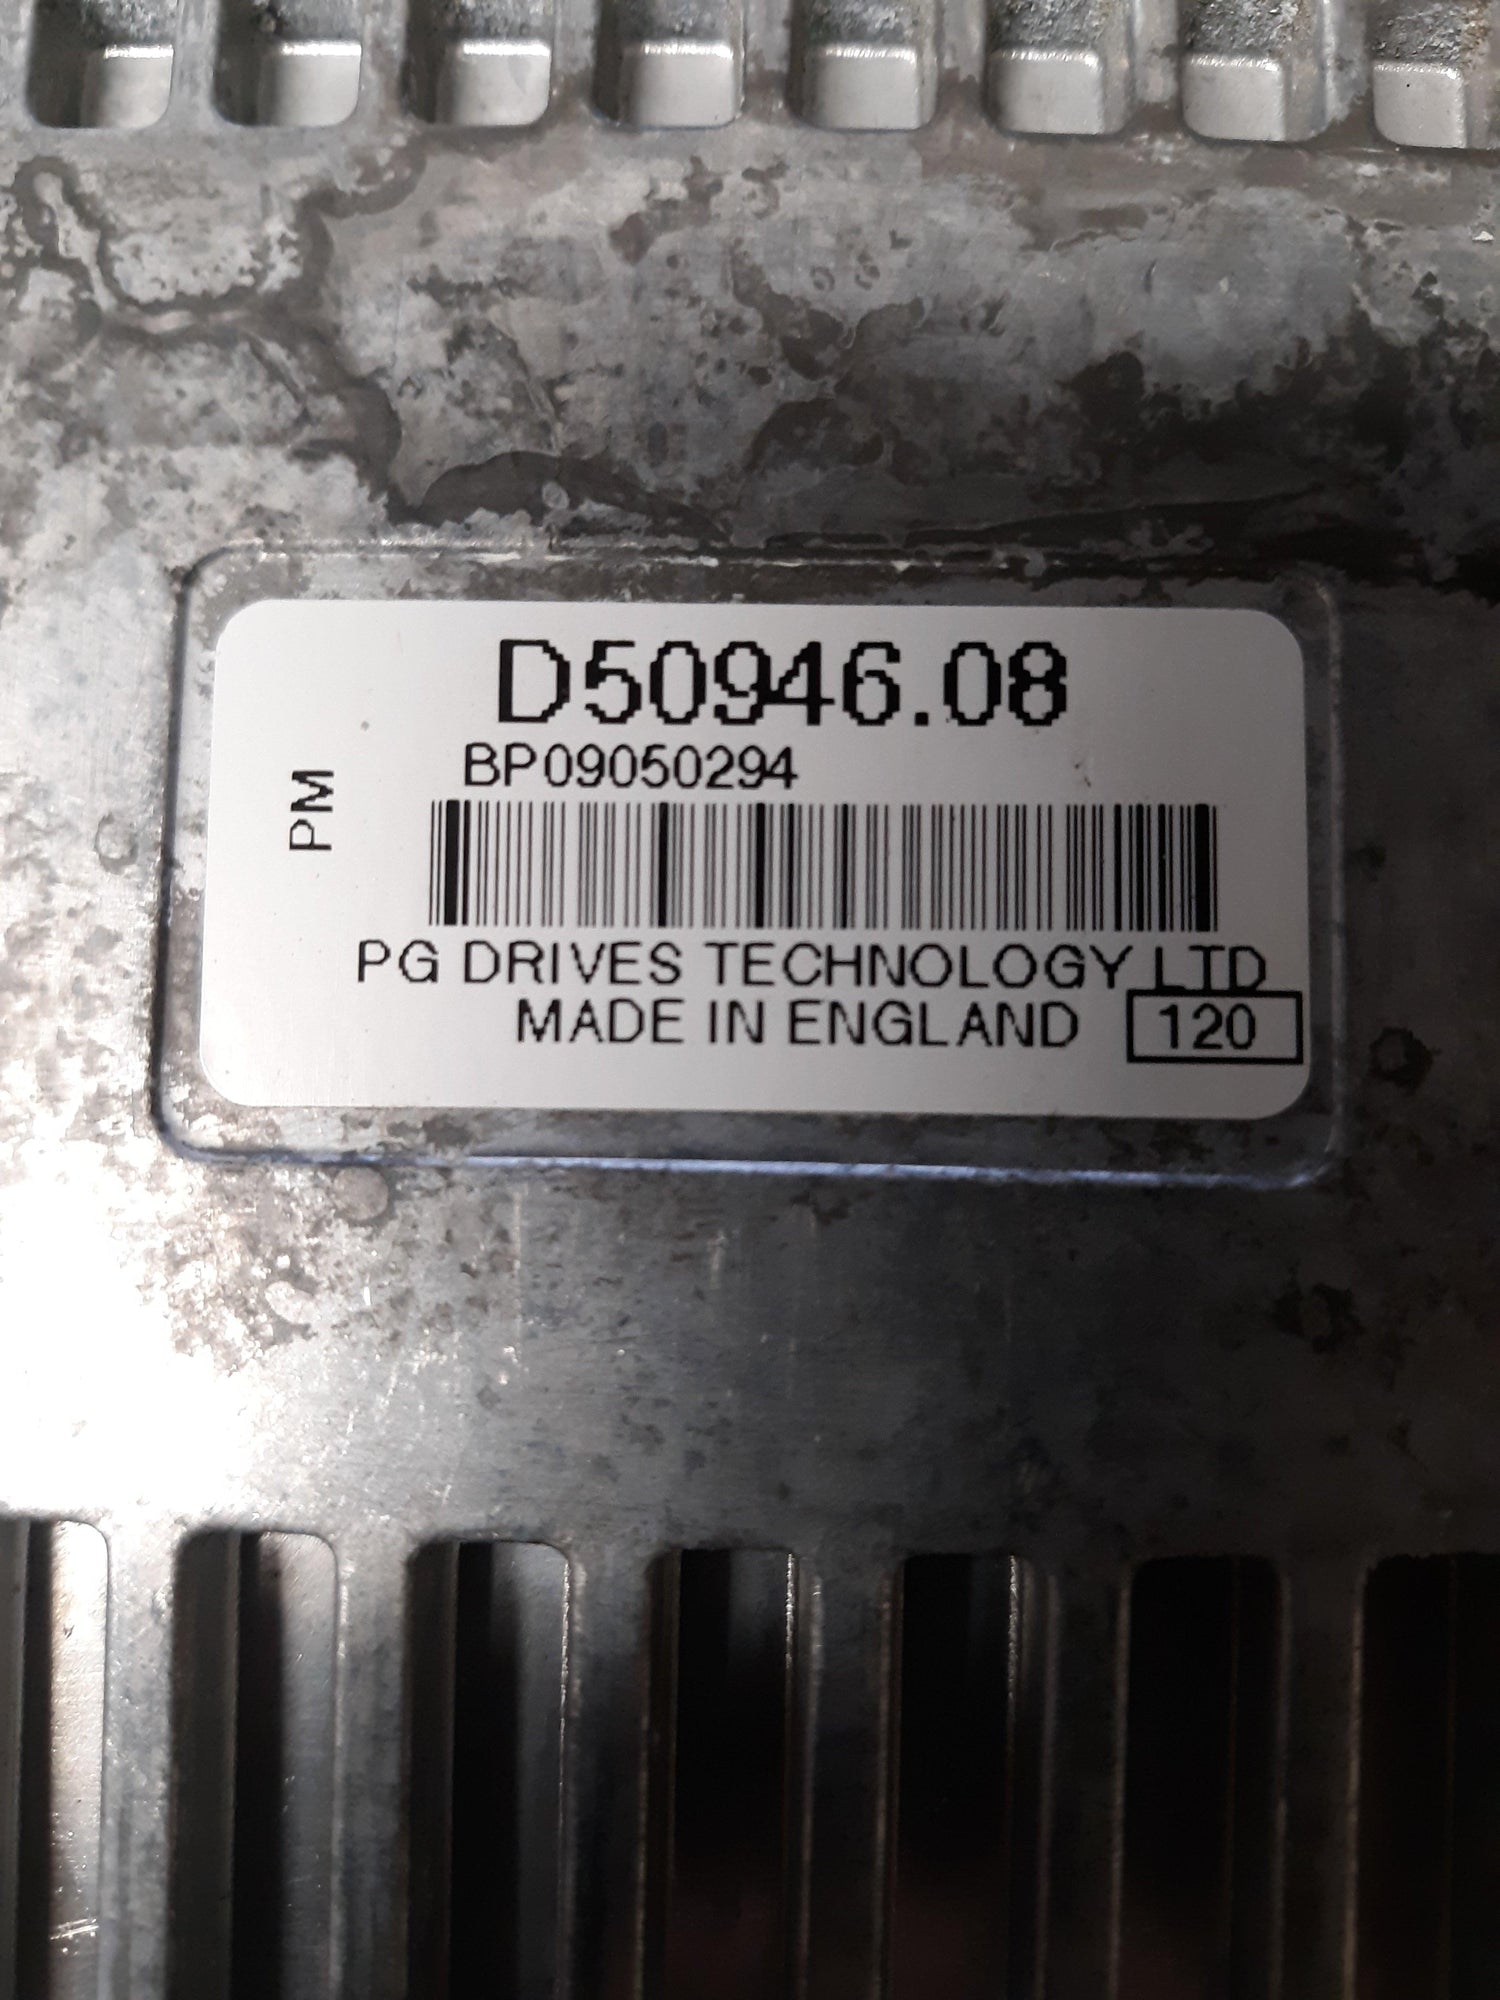 D50946.08
BP09050294
PM
PG DRIVES TECHNOLOGY LTD
MADE IN ENGLAND
120